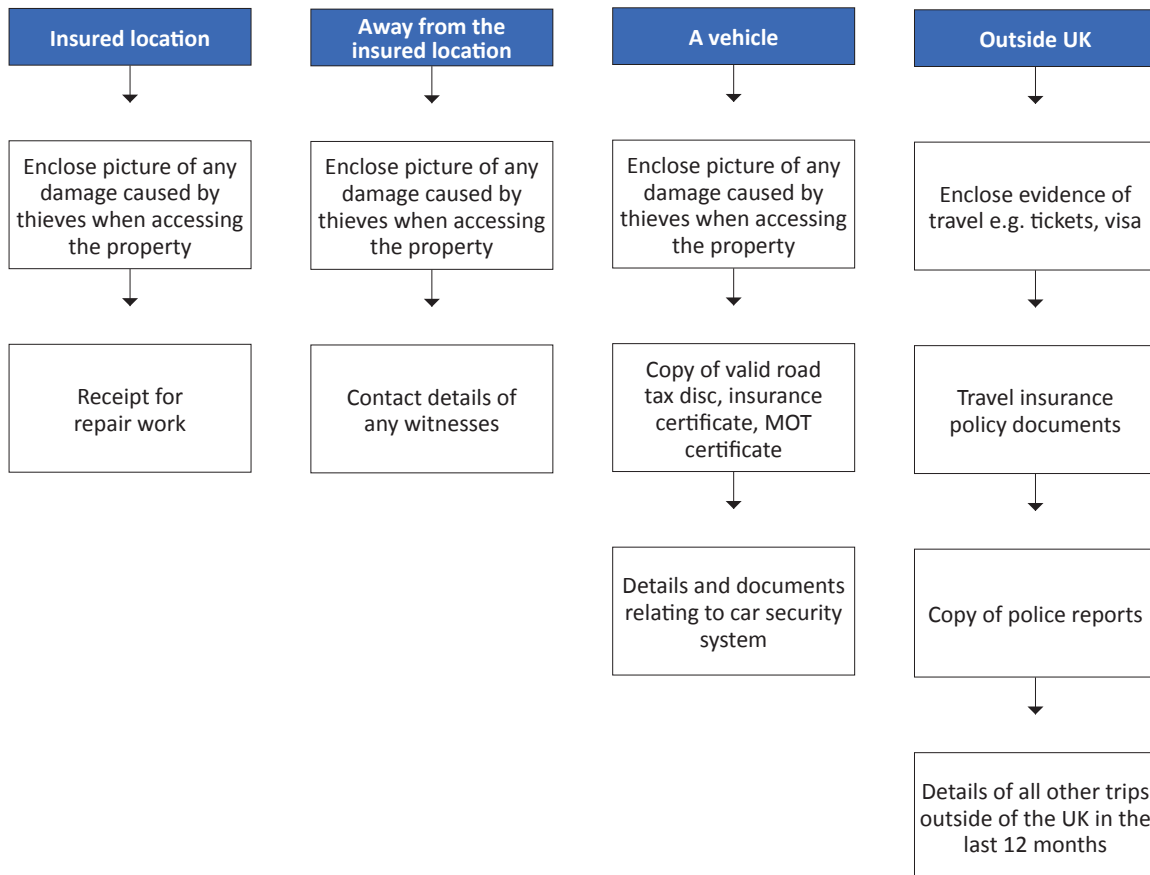 Insured location
Enclose picture of any
damage caused by
thieves when accessing
the property
Receipt for
repair work
Away from the
insured location
Enclose picture of any
damage caused by
thieves when accessing
the property
Contact details of
any witnesses
A vehicle
Enclose picture of any
damage caused by
thieves when accessing
the property
Copy of valid road
tax disc, insurance
certificate, MOT
certificate
Details and documents
relating to car security
system
Outside UK
Enclose evidence of
travel e.g. tickets, visa
Travel insurance
policy documents
Copy of police reports
Details of all other trips
outside of the UK in the
last 12 months